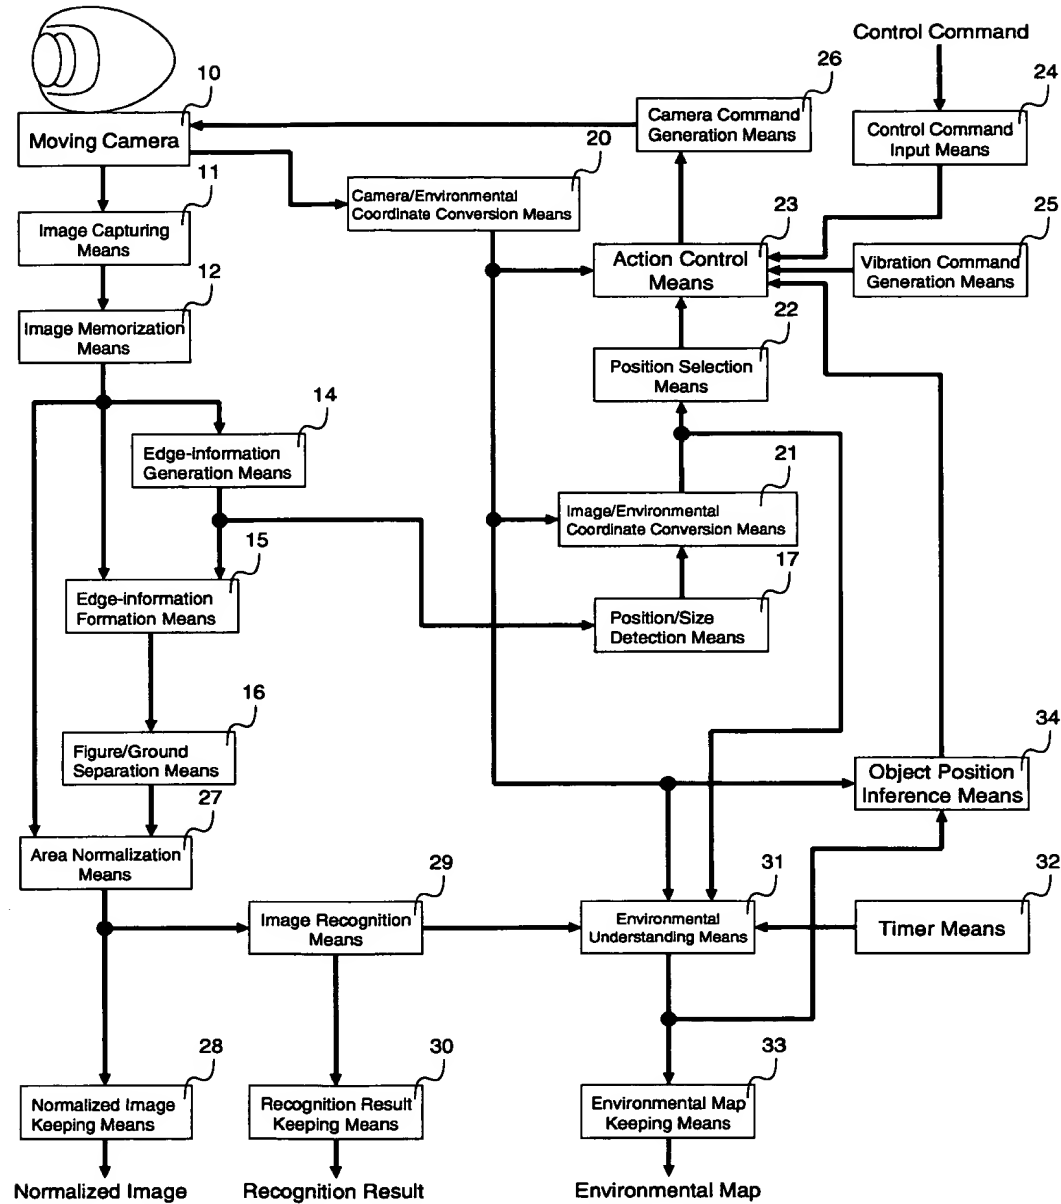 Control Command
10
26
24
Moving Camera
Camera Command
Generation Means
Control Command
Input Means
20
11
Camera/Environmental
Coordinate Conversion Means
23
25
Image Capturing
Means
Action Control
Means
Vibration Command
Generation Means
12
22
Image Memorization
Means
Position Selection
Means
14
Edge-information
Generation Means
21
Image/Environmental
Coordinate Conversion Means
15
17
Edge-information
Formation Means
Position/Size
Detection Means
16
34
Figure/Ground
Separation Means
Object Position
Inference Means
27
Area Normalization
Means
29
31
32
Image Recognition
Means
Environmental
Understanding Means
Timer Means
28
30
33
Normalized Image
Keeping Means
Recognition Result
Keeping Means
Environmental Map
Keeping Means
Normalized Image
Recognition Result
Environmental Map